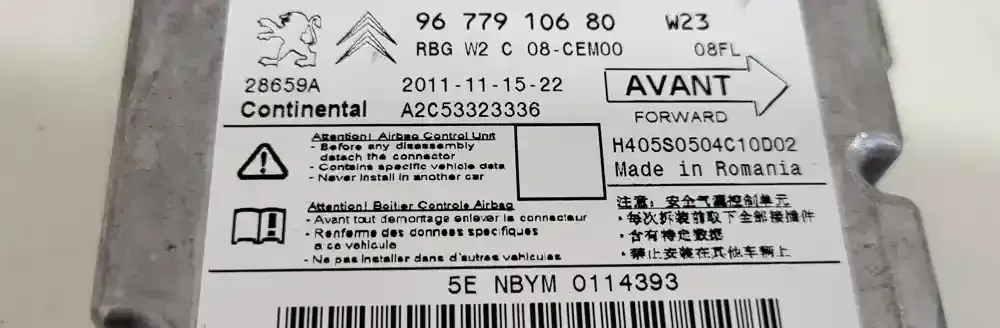 96 779 106 80 W23
RBG W2 C 08-CEM00 08FL
28659A 2011-11-15-22 AVANT
Continental A2C53323336 FORWARD
Attention! Airbag Control Unit
- Before any disassembly
detach the connector
- Contains specific vehicle data
- Never install in another car
H405S0504C10D02
Made in Romania
Attention! Boitier Controle Airbag
- Avant tout demontage enlever le connecteur
- Renferme des donnees specifiques
a ce vehicule
- Ne pas installer dans d'autres vehicules
注意: 安全气囊控制单元
·每次拆装前取下全部接插件
·含有特定数据
·禁止安装在其他车辆上
5E NBYM 0114393